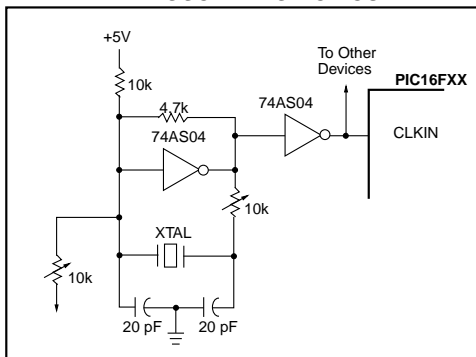 +5V
To Other
Devices
10k
PIC16FXX
4.7k
74AS04
74AS04
CLKIN
10k
XTAL
10k
20 pF
20 pF